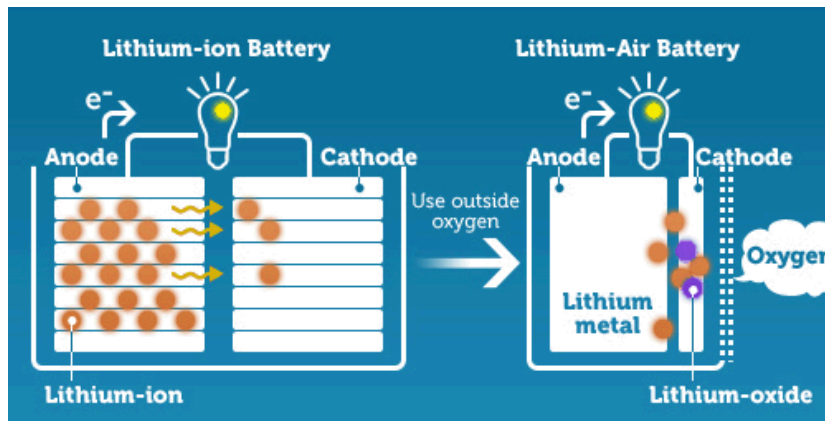 Lithium-ion Battery
e-
Anode
Cathode
Lithium-ion
Use outside
oxygen
Lithium-Air Battery
e-
Anode
Cathode
Lithium
metal
Oxygen
Lithium-oxide